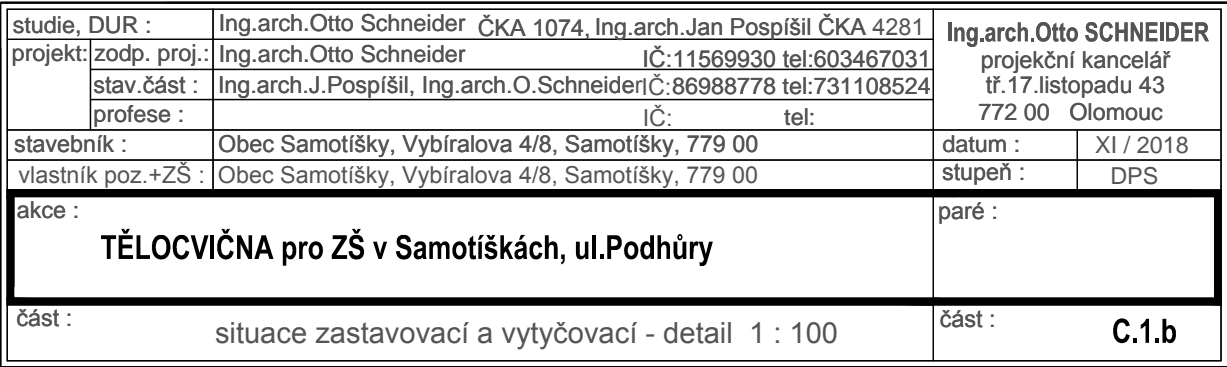 studie, DUR : Ing.arch.Otto Schneider ČKA 1074, Ing.arch.Jan Pospíšil ČKA 4281
projekt: zodp. proj.: Ing.arch.Otto Schneider IČ:11569930 tel:603467031
stav.část : Ing.arch.J.Pospíšil, Ing.arch.O.Schneider IČ:86988778 tel:731108524
profese : IČ: tel:
Ing.arch.Otto SCHNEIDER
projekční kancelář
tř.17.listopadu 43
772 00 Olomouc
stavebník : Obec Samotíšky, Vybíralova 4/8, Samotíšky, 779 00 datum : XI / 2018
vlastník poz.+ZŠ : Obec Samotíšky, Vybíralova 4/8, Samotíšky, 779 00 stupeň : DPS
akce : paré :
TĚLOCVIČNA pro ZŠ v Samotíškách, ul.Podhůry
část : situace zastavovací a vytyčovací - detail 1 : 100 část : C.1.b